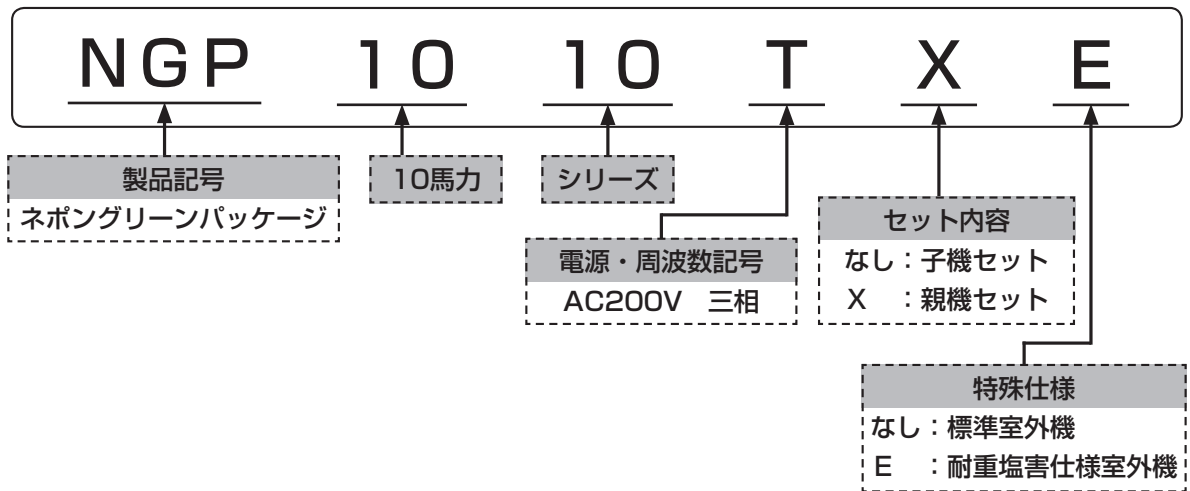 NGP 10 10 T X E
製品記号
ネポングリーンパッケージ
10馬力
シリーズ
電源・周波数記号
AC200V 三相
セット内容
なし：子機セット
X ：親機セット
特殊仕様
なし：標準室外機
E ：耐重塩害仕様室外機